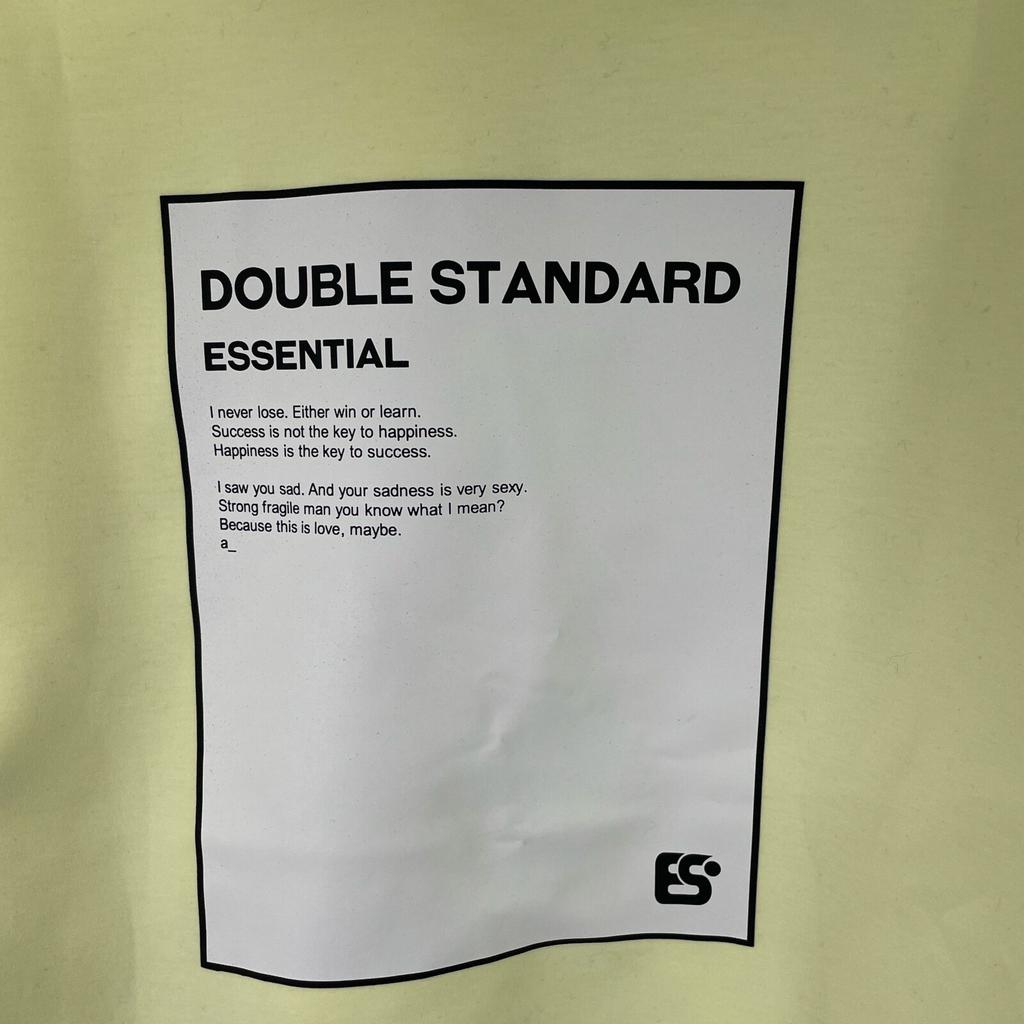 DOUBLE STANDARD
ESSENTIAL
I never lose. Either win or learn.
Success is not the key to happiness.
Happiness is the key to success.
I saw you sad. And your sadness is very sexy.
Strong fragile man you know what I mean?
Because this is love, maybe.
a_
ES